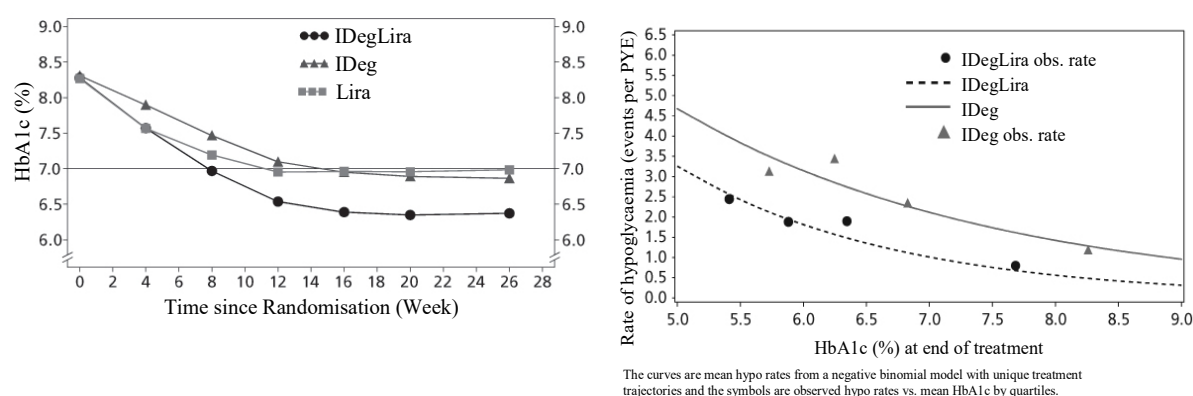 9.0
8.5
8.0
7.5
7.0
6.5
6.0
HbA1c (%)
IDegLira
IDeg
Lira
9.0
8.5
8.0
7.5
7.0
6.5
6.0
0 2 4 6 8 10 12 14 16 18 20 22 24 26 28
Time since Randomisation (Week)
Rate of hypoglycaemia (events per PYE)
6.5
6.0
5.5
5.0
4.5
4.0
3.5
3.0
2.5
2.0
1.5
1.0
0.5
0.0
IDegLira obs. rate
IDegLira
IDeg
IDeg obs. rate
5.0 5.5 6.0 6.5 7.0 7.5 8.0 8.5 9.0
HbA1c (%) at end of treatment
The curves are mean hypo rates from a negative binomial model with unique treatment
trajectories and the symbols are observed hypo rates vs. mean HbA1c by quartiles.